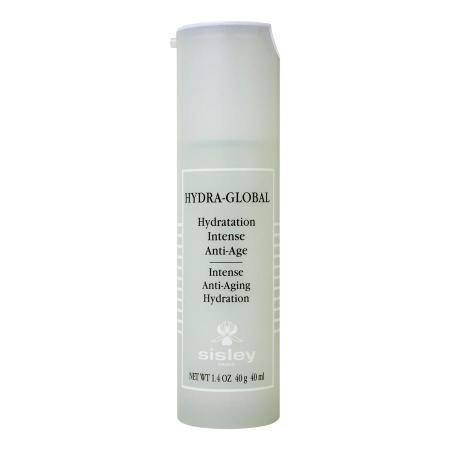 HYDRA-GLOBAL
Hydratation
Intense
Anti-Age
Intense
Anti-Aging
Hydration
sisley
PARIS
NET WT 1.4 OZ 40 g 40 ml